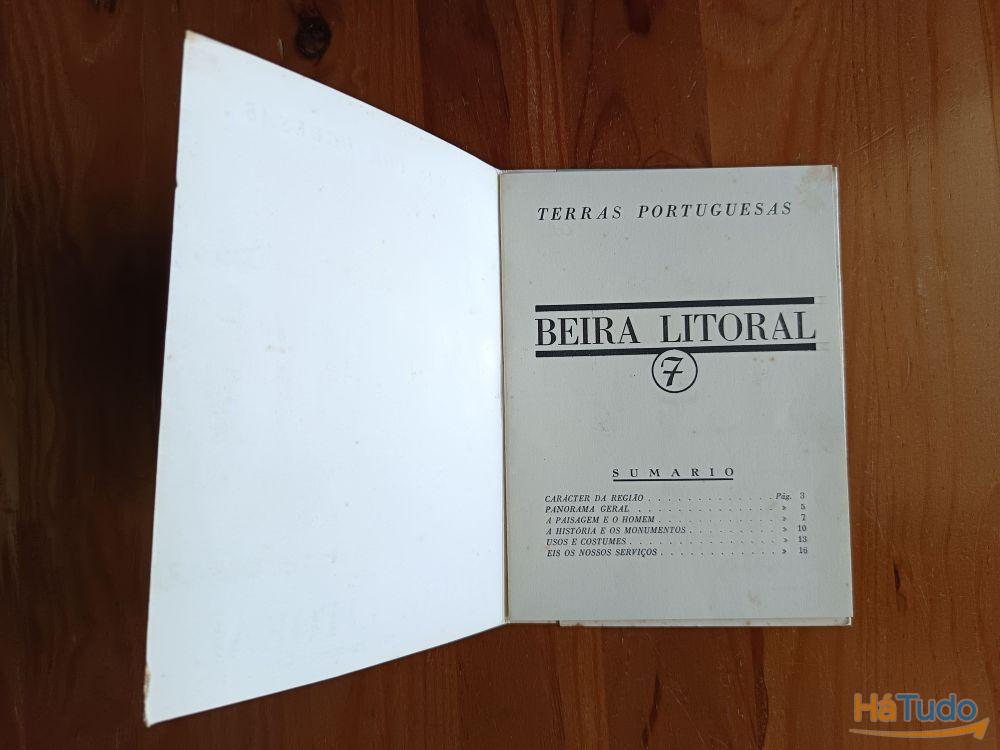 TERRAS PORTUGUESAS
BEIRA LITORAL
7
SUMARIO
CARÁCTER DA REGIÃO . . . . . . . . . . . . . Pág. 3
PANORAMA GERAL . . . . . . . . . . . . . » 5
A PAISAGEM E O HOMEM . . . . . . . . . . . » 7
A HISTÓRIA E OS MONUMENTOS . . . . . . . . » 10
USOS E COSTUMES . . . . . . . . . . . . . . » 13
EIS OS NOSSOS SERVIÇOS . . . . . . . . . . . » 16
HáTudo